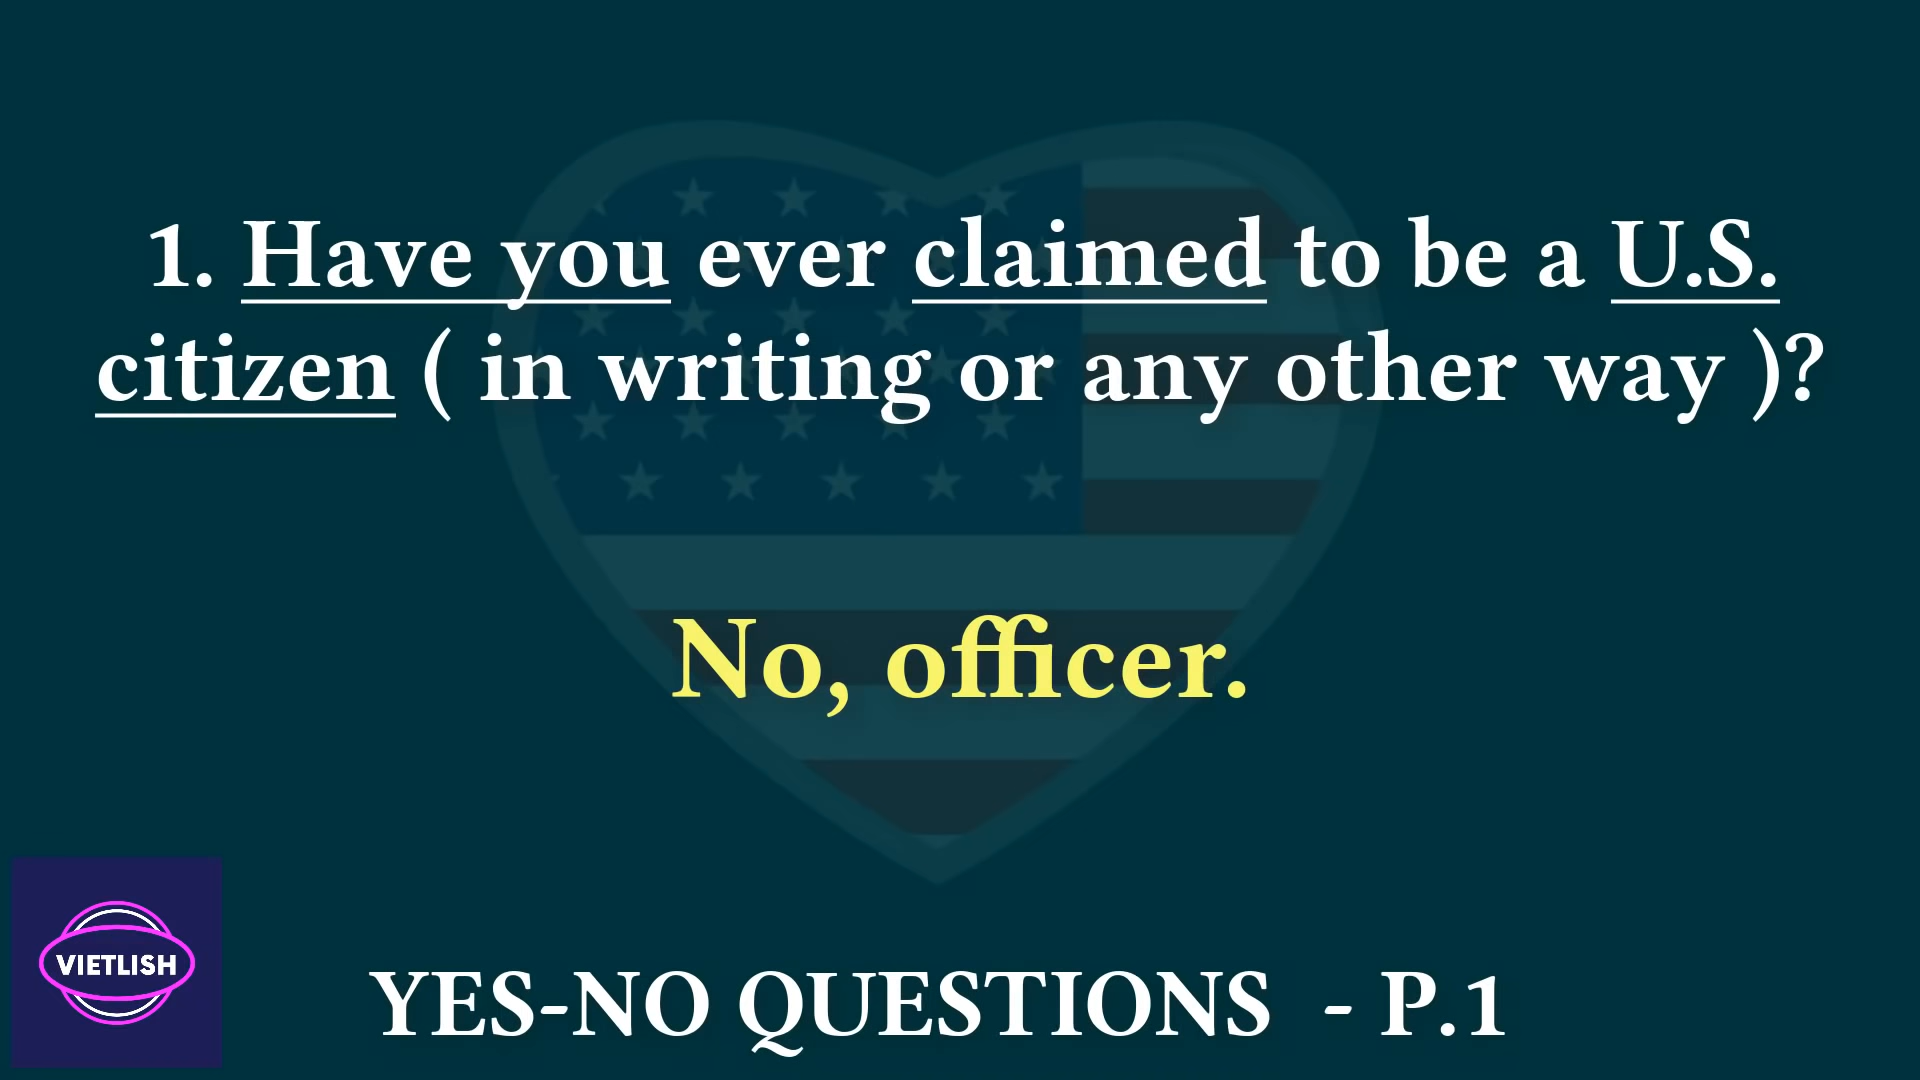 1. Have you ever claimed to be a U.S.
citizen ( in writing or any other way )?
No, officer.
VIETLISH
YES-NO QUESTIONS - P.1